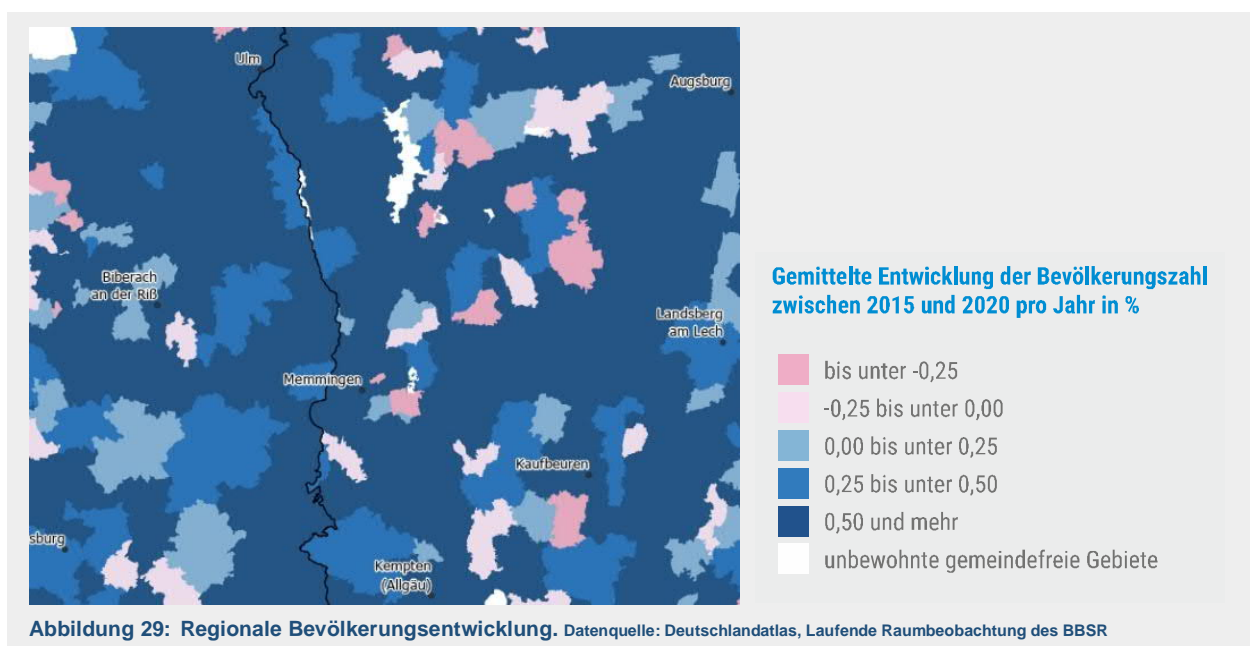 Ulm
Augsburg
Biberach
an der Riß
Landsberg
am Lech
Memmingen
Kaufbeuren
sburg
Kempten
(Allgäu)
Gemittelte Entwicklung der Bevölkerungszahl
zwischen 2015 und 2020 pro Jahr in %
bis unter -0,25
-0,25 bis unter 0,00
0,00 bis unter 0,25
0,25 bis unter 0,50
0,50 und mehr
unbewohnte gemeindefreie Gebiete
Abbildung 29: Regionale Bevölkerungsentwicklung. Datenquelle: Deutschlandatlas, Laufende Raumbeobachtung des BBSR